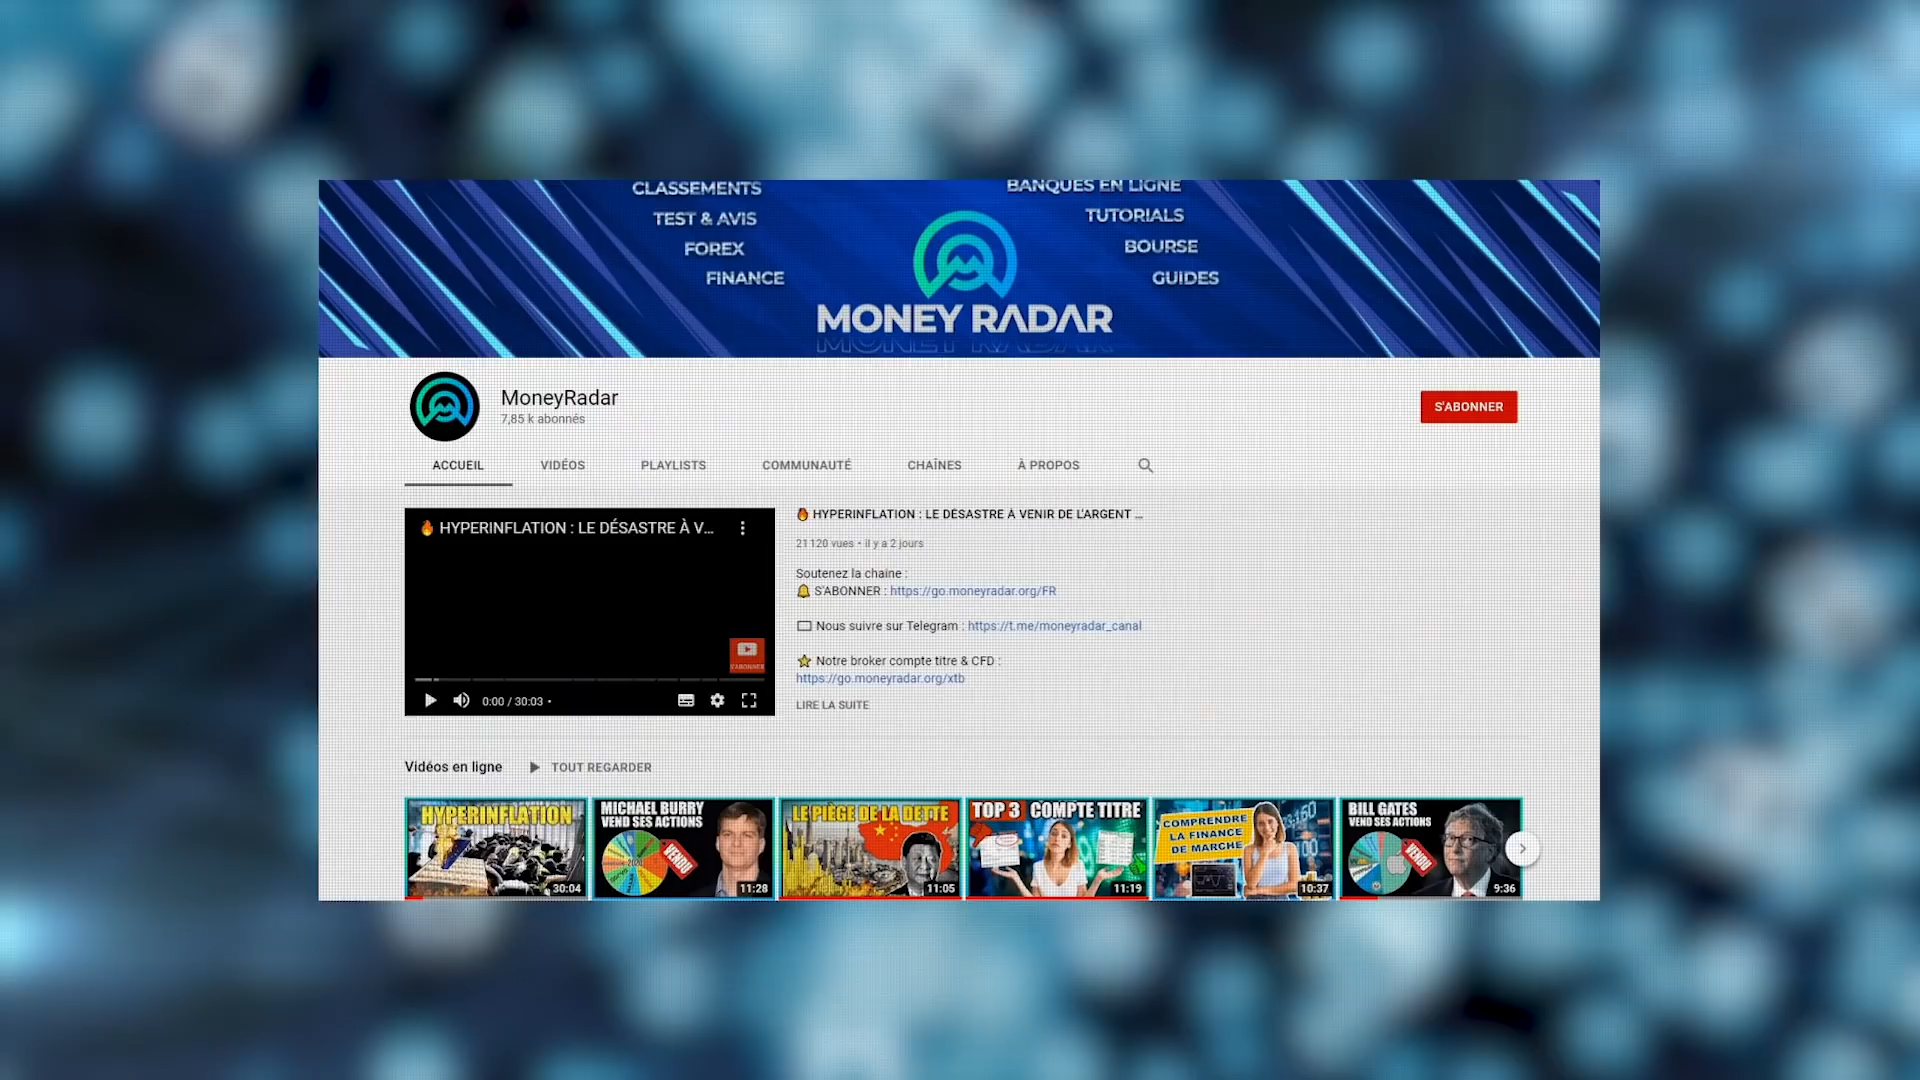 CLASSEMENTS
TEST & AVIS
FOREX
FINANCE
BANQUES EN LIGNE
TUTORIALS
BOURSE
GUIDES
MONEY RADAR
MoneyRadar
7,85 k abonnés
S'ABONNER
ACCUEIL
VIDÉOS
PLAYLISTS
COMMUNAUTÉ
CHAÎNES
À PROPOS
🔥 HYPERINFLATION : LE DÉSASTRE À V...
S'ABONNER
0:00 / 30:03 •
🔥 HYPERINFLATION : LE DÉSASTRE À VENIR DE L'ARGENT ...
21 120 vues • il y a 2 jours
Soutenez la chaine :
🔔 S'ABONNER : https://go.moneyradar.org/FR
Nous suivre sur Telegram : https://t.me/moneyradar_canal
⭐ Notre broker compte titre & CFD :
https://go.moneyradar.org/xtb
LIRE LA SUITE
Vidéos en ligne
TOUT REGARDER
HYPERINFLATION
30:04
MICHAEL BURRY
VEND SES ACTIONS
2020
VENDU
11:28
LE PIÈGE DE LA DETTE
11:05
TOP 3 COMPTE TITRE
11:19
COMPRENDRE
LA FINANCE
DE MARCHE
10:37
BILL GATES
VEND SES ACTIONS
VENDU
9:36